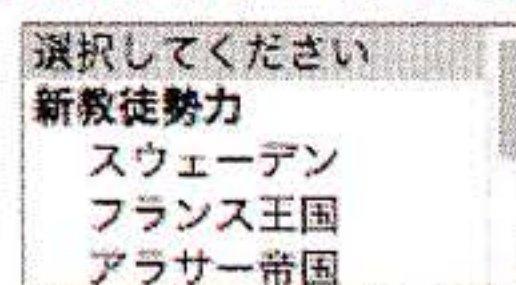 選択してください
新教徒勢力
スウェーデン
フランス王国
アラサー帝国